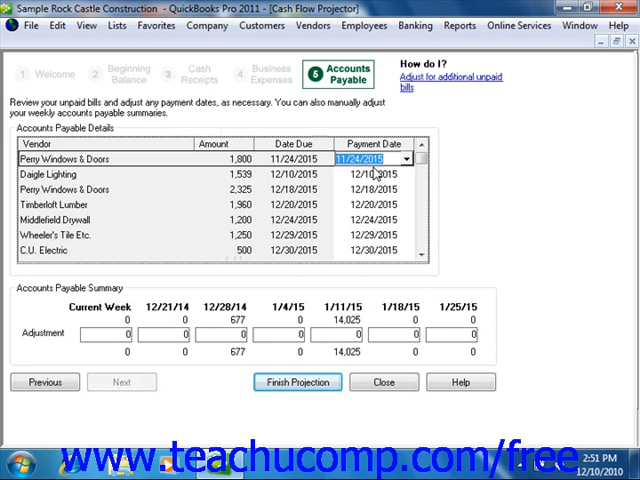 Sample Rock Castle Construction - QuickBooks Pro 2011 - [Cash Flow Projector]
File Edit View Lists Favorites Company Customers Vendors Employees Banking Reports Online Services Window Help
1 Welcome 2 Beginning Balance 3 Cash Receipts 4 Business Expenses 5 Accounts Payable
How do I?
Adjust for additional unpaid
bills
Review your unpaid bills and adjust any payment dates, as necessary. You can also manually adjust
your weekly accounts payable summaries.
Accounts Payable Details
Vendor Amount Date Due Payment Date
Perry Windows & Doors 1,800 11/24/2015 11/24/2015
Daigle Lighting 1,539 12/10/2015 12/10/2015
Perry Windows & Doors 2,325 12/18/2015 12/18/2015
Timberloft Lumber 1,960 12/20/2015 12/20/2015
Middlefield Drywall 1,200 12/24/2015 12/24/2015
Wheeler's Tile Etc. 1,250 12/29/2015 12/29/2015
C.U. Electric 500 12/30/2015 12/30/2015
Accounts Payable Summary
Current Week 12/21/14 12/28/14 1/4/15 1/11/15 1/18/15 1/25/15
0 0 677 0 14,025 0 0
Adjustment 0 0 0 0 0 0 0
0 0 677 0 14,025 0 0
Previous Next Finish Projection Close Help
www.teachucomp.com/free
2:51 PM
12/10/2010